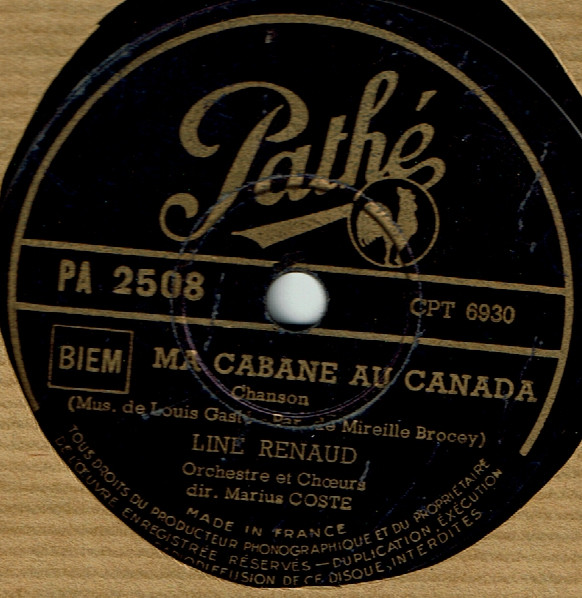 Pathé
PA 2508
CPT 6930
BIEM
MA CABANE AU CANADA
Chanson
(Mus. de Louis Gasté Par. de Mireille Brocey)
LINE RENAUD
Orchestre et Chœurs
dir. Marius COSTE
MADE IN FRANCE
TOUS DROITS DU PRODUCTEUR PHONOGRAPHIQUE ET DU PROPRIETAIRE
DE L'ŒUVRE ENREGISTRÉE RÉSERVÉS — DUPLICATION EXÉCUTION
RADIODIFFUSION DE CE DISQUE, INTERDITES